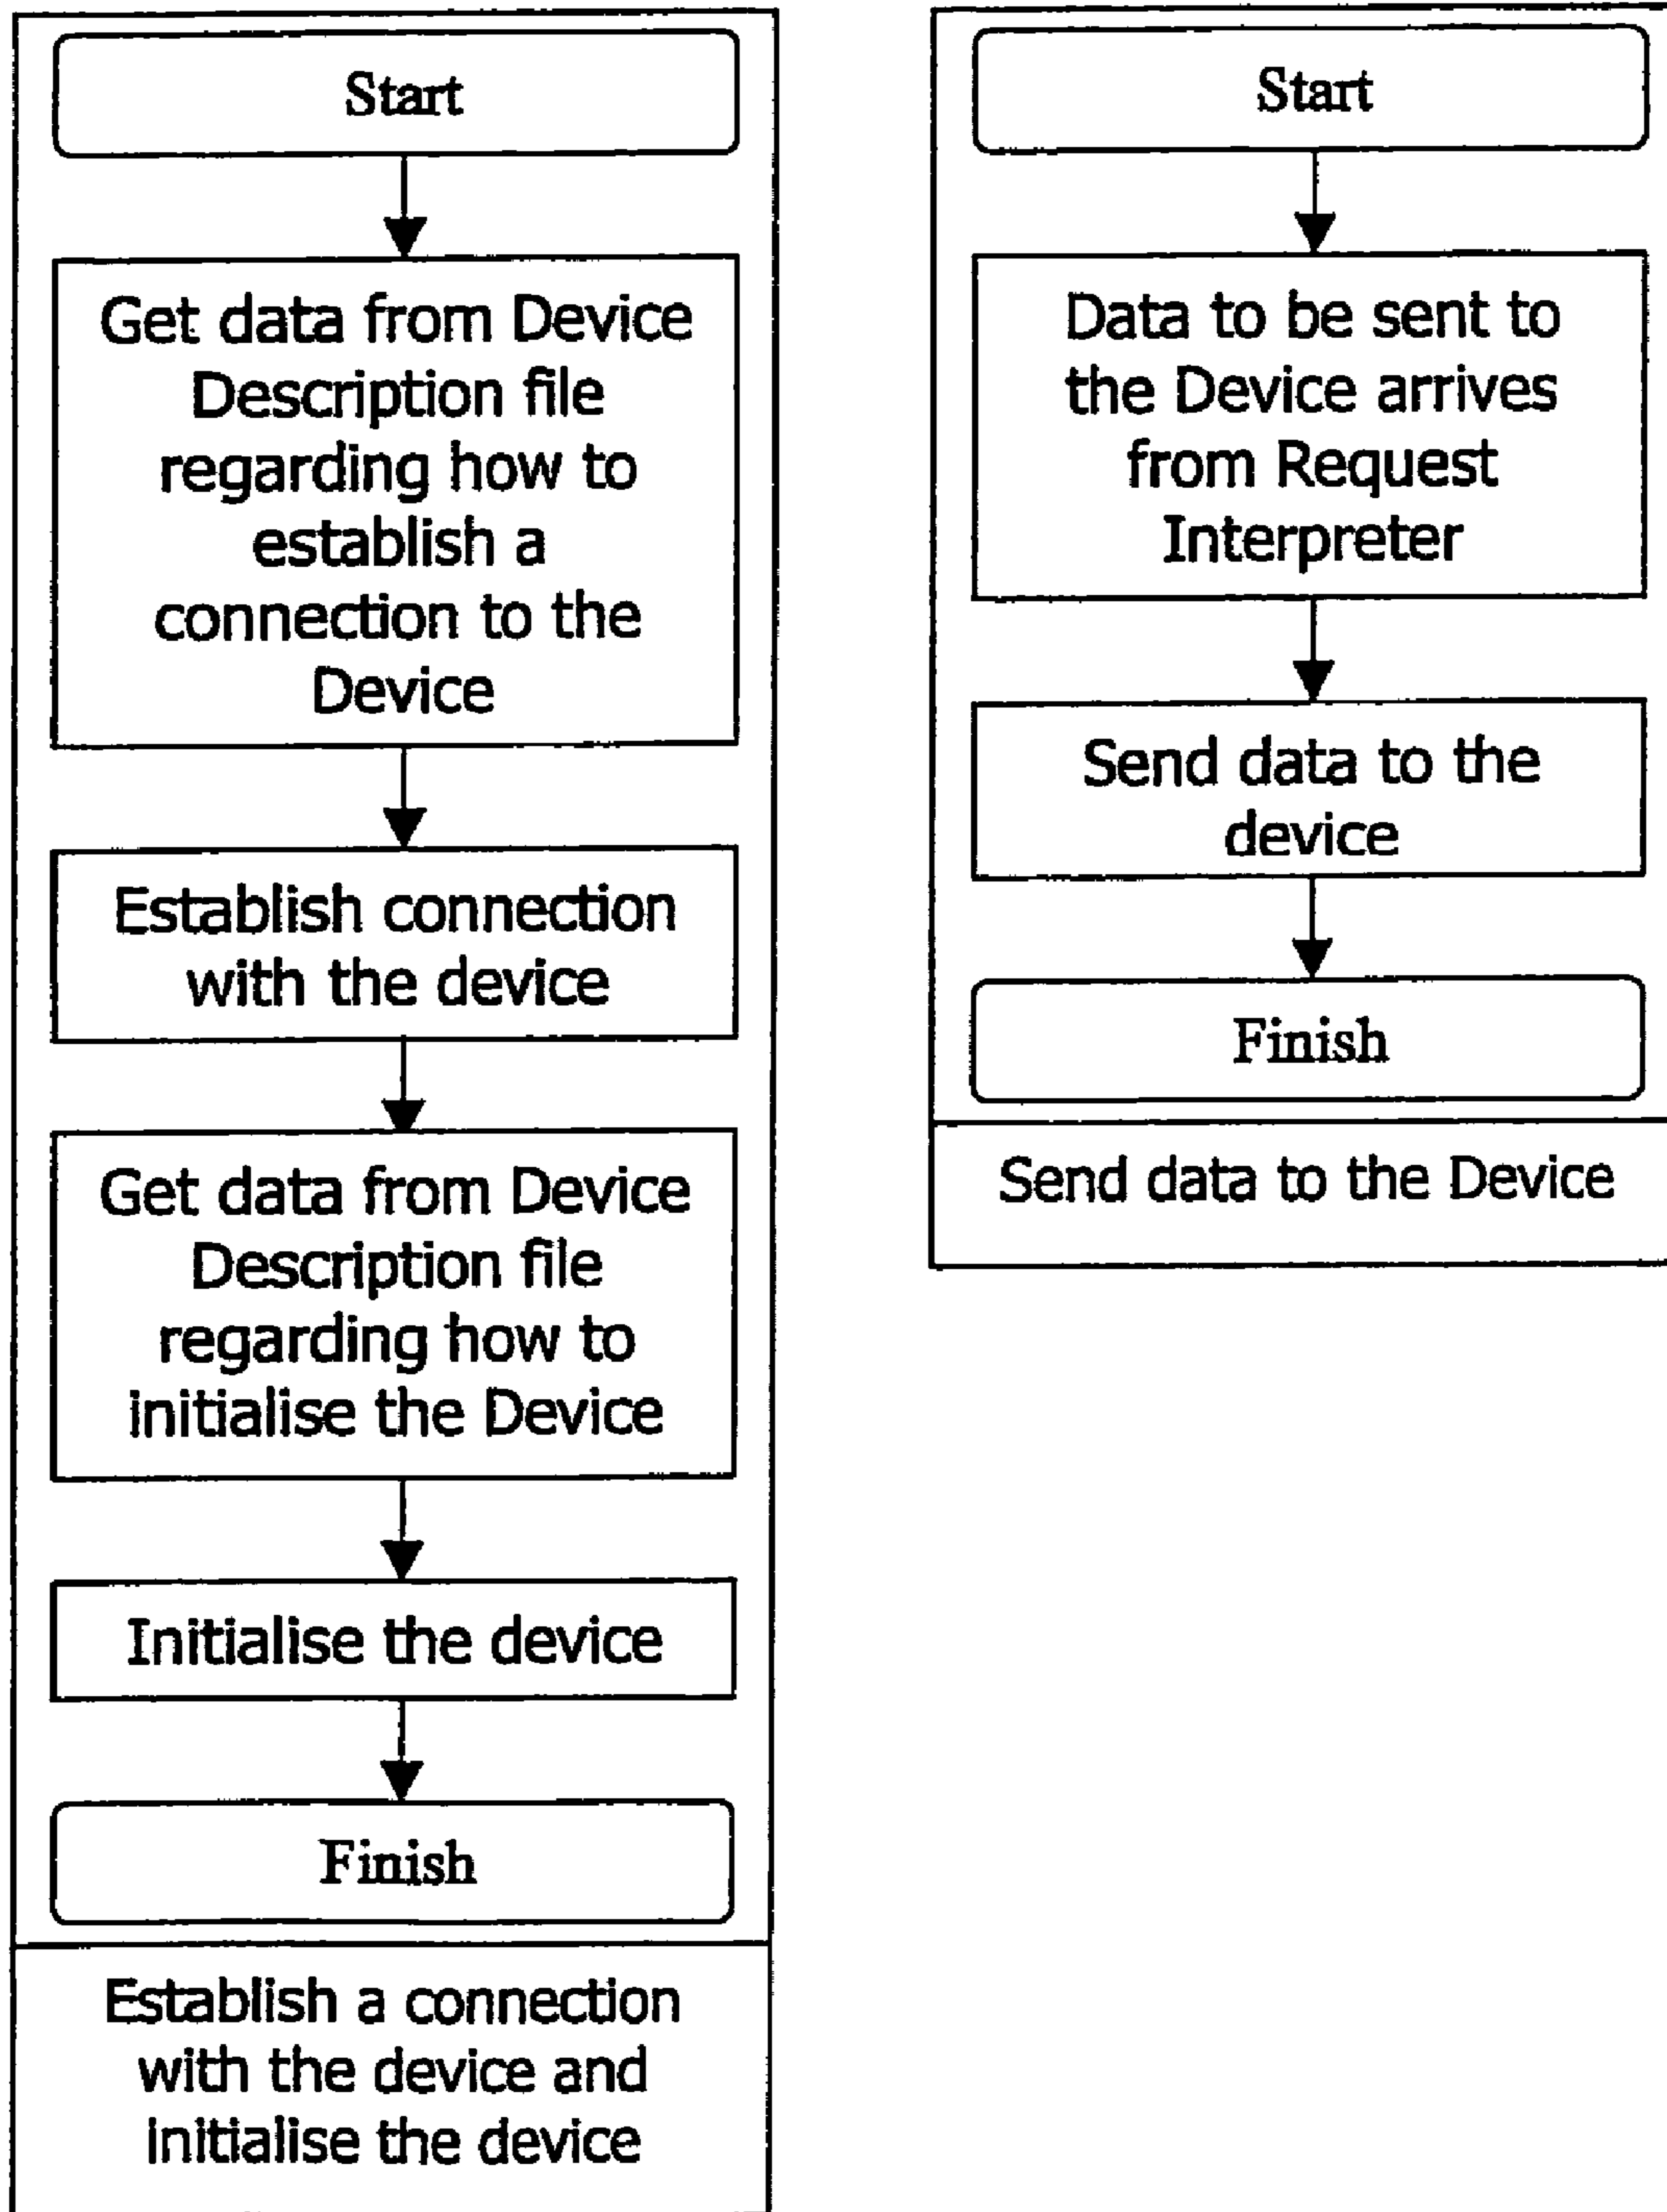 Start
Get data from Device
Description file
regarding how to
establish a
connection to the
Device
Establish connection
with the device
Get data from Device
Description file
regarding how to
initialise the Device
Initialise the device
Finish
Establish a connection
with the device and
initialise the device
Start
Data to be sent to
the Device arrives
from Request
Interpreter
Send data to the
device
Finish
Send data to the Device